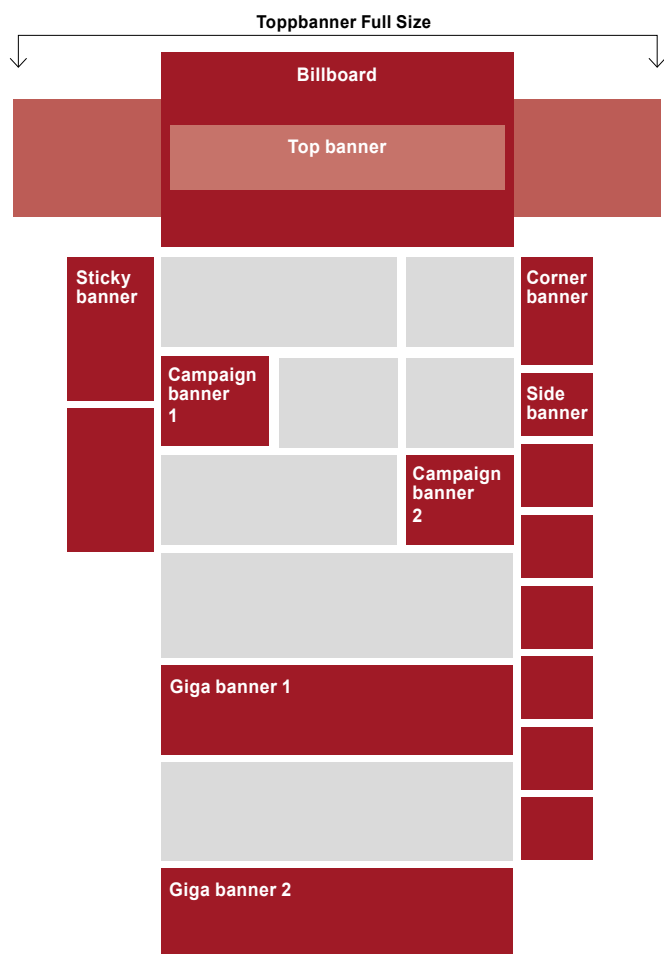 Toppbanner Full Size
Billboard
Top banner
Sticky
banner
Corner
banner
Campaign
banner
1
Side
banner
Campaign
banner
2
Giga banner 1
Giga banner 2